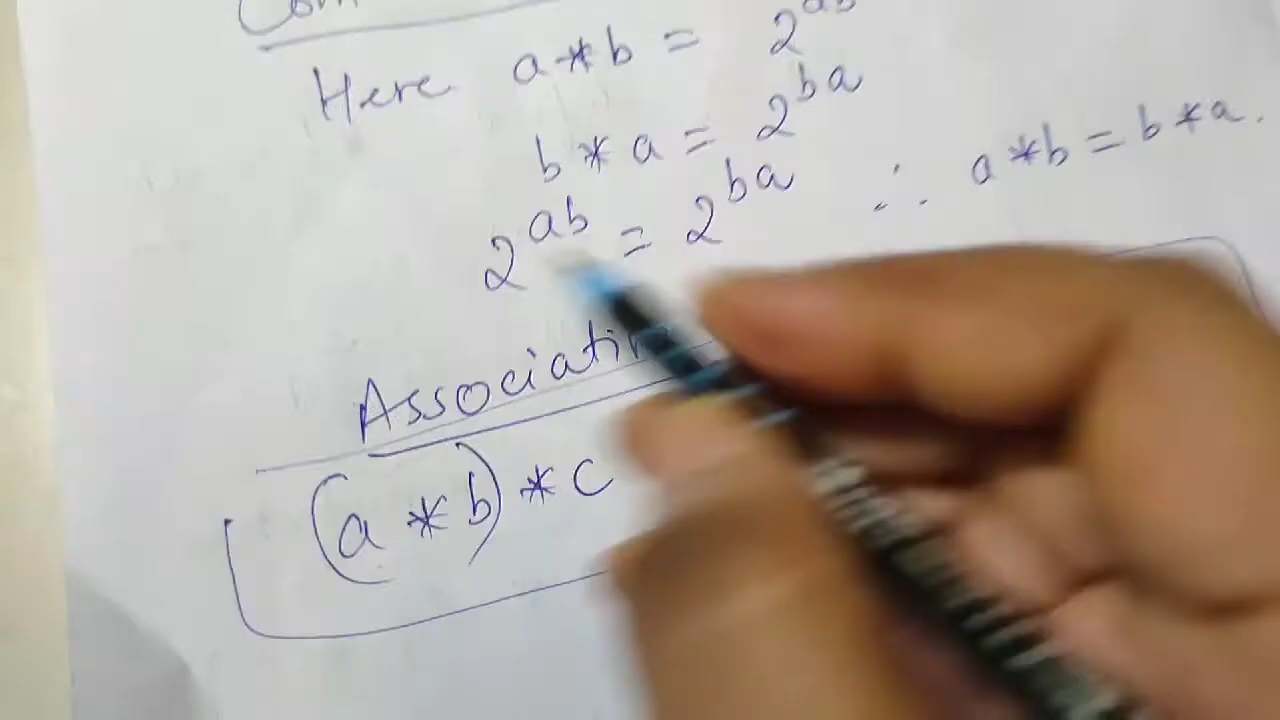 Here a * b = 2^{ab}
b * a = 2^{ba}
2^{ab} = 2^{ba} ∴ a * b = b * a.
(a * b) * c